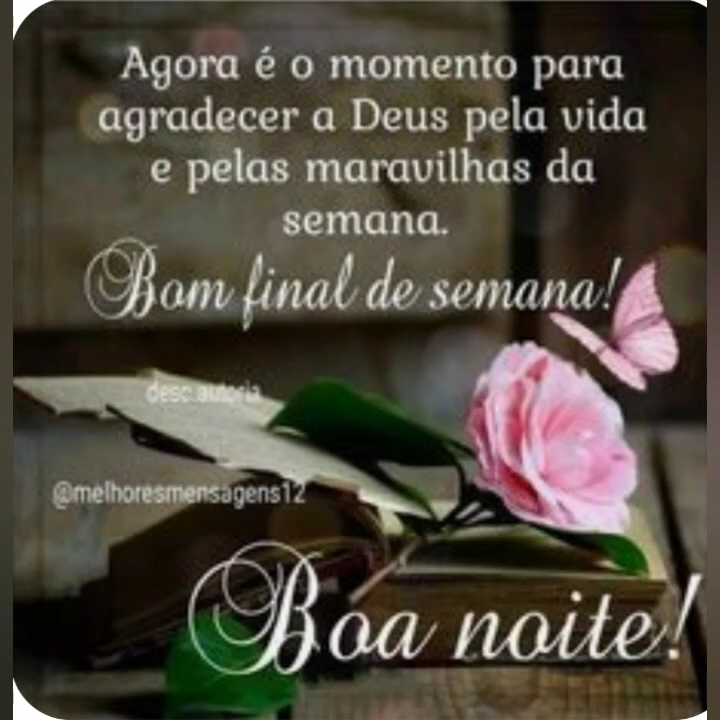 Agora é o momento para
agradecer a Deus pela vida
e pelas maravilhas da
semana.
Bom final de semana!
desc.autoria
@melhoresmensagens12
Boa noite!